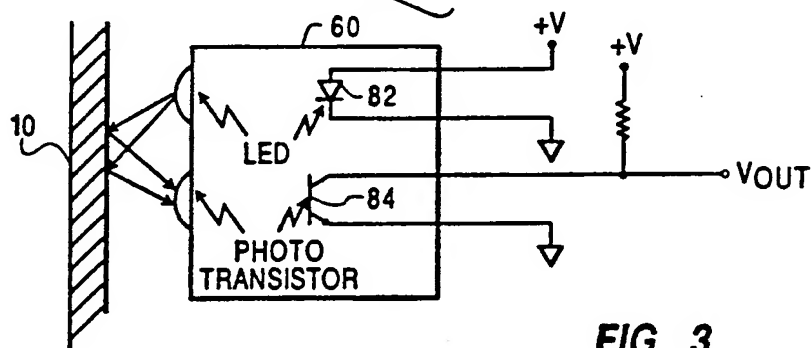 60
+V
+V
82
10
LED
VOUT
84
PHOTO
TRANSISTOR
FIG. 3